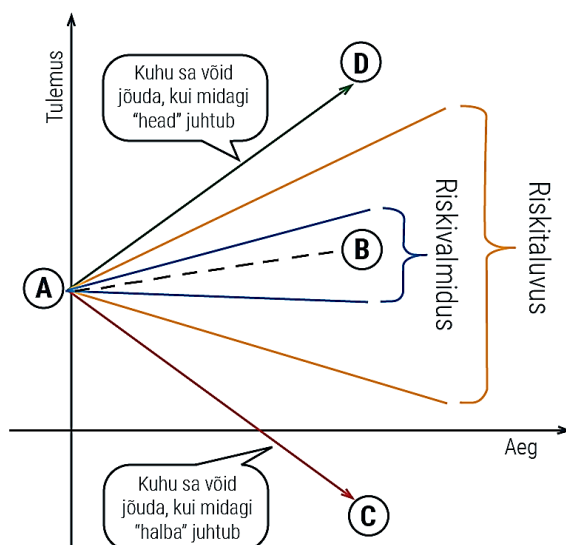 Tulemus
Kuhu sa võid
jõuda, kui midagi
"head" juhtub
D
A
B
Riskivalmidus
Riskitaluvus
Aeg
Kuhu sa võid
jõuda, kui midagi
"halba" juhtub
C